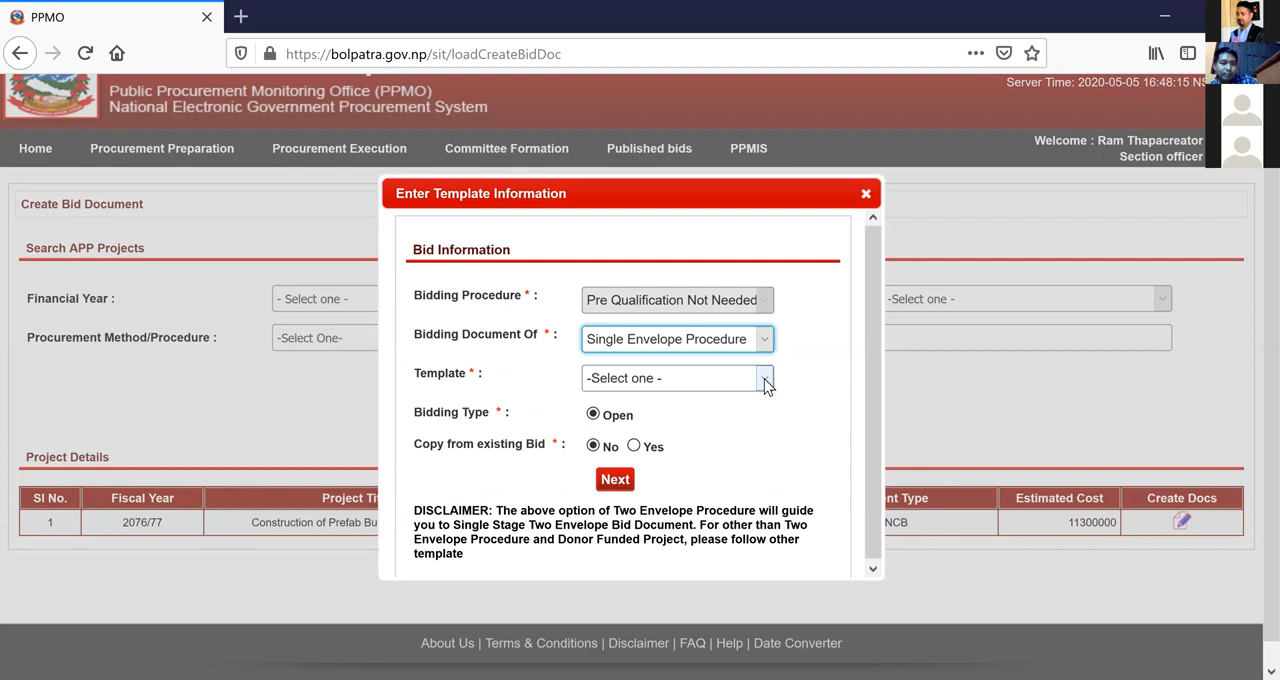 PPMO
https://bolpatra.gov.np/sit/loadCreateBidDoc
Public Procurement Monitoring Office (PPMO)
National Electronic Government Procurement System
Server Time: 2020-05-05 16:48:15
Home Procurement Preparation Procurement Execution Committee Formation Published bids PPMIS
Welcome : Ram Thapacreator
Section officer
Enter Template Information
Create Bid Document
Search APP Projects
Bid Information
Financial Year : - Select one -
Bidding Procedure * : Pre Qualification Not Needed
-Select one -
Procurement Method/Procedure : -Select One-
Bidding Document Of * : Single Envelope Procedure
Template * : -Select one -
Bidding Type * : Open
Copy from existing Bid * : No Yes
Next
DISCLAIMER: The above option of Two Envelope Procedure will guide
you to Single Stage Two Envelope Bid Document. For other than Two
Envelope Procedure and Donor Funded Project, please follow other
template
Project Details
Sl No. Fiscal Year Project Tit nt Type Estimated Cost Create Docs
1 2076/77 Construction of Prefab Bu NCB 11300000
About Us | Terms & Conditions | Disclaimer | FAQ | Help | Date Converter